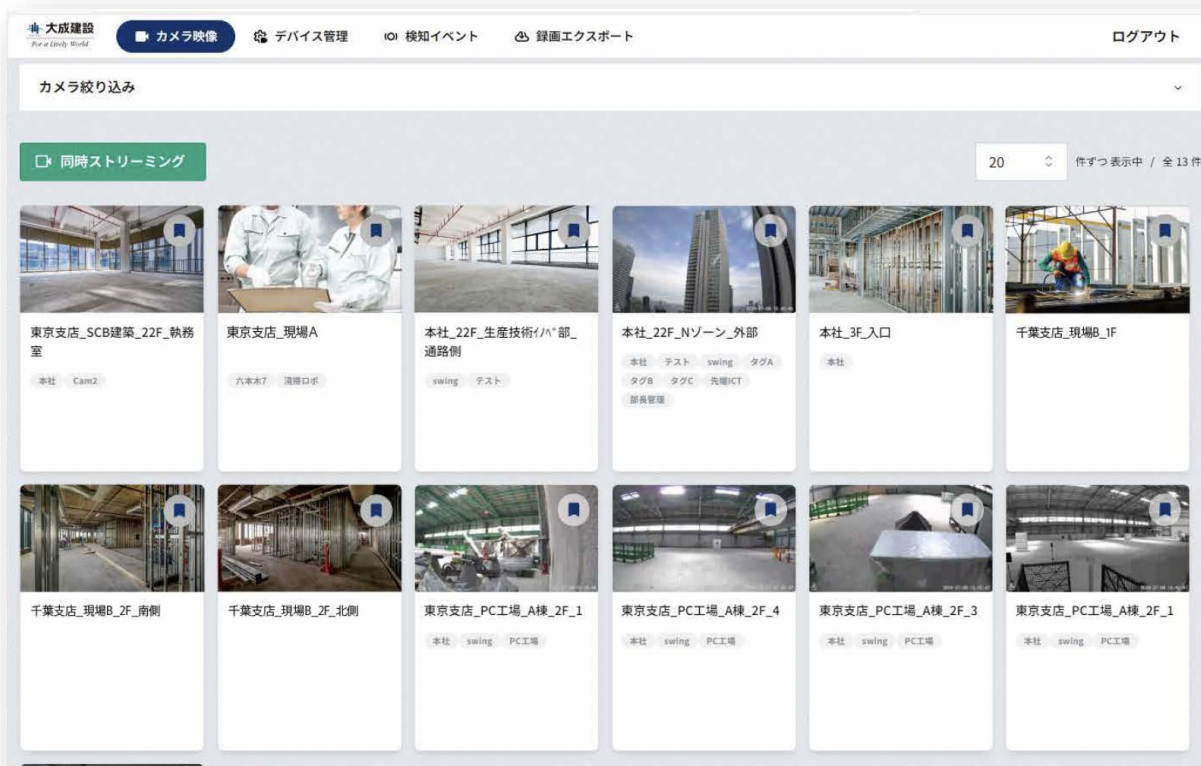 大成建設
For a Lively World
カメラ映像
デバイス管理
検知イベント
録画エクスポート
ログアウト
カメラ絞り込み
同時ストリーミング
20
件ずつ 表示中 / 全 13 件
東京支店_SCB建築_22F_執務
室
本社 Cam2
東京支店_現場A
六本木7 清掃ロボ
本社_22F_生産技術ｲﾉﾍﾞ部_
通路側
swing テスト
本社_22F_Nゾーン_外部
本社 テスト swing タグA
タグB タグC 先端ICT
部長管理
本社_3F_入口
本社
千葉支店_現場B_1F
千葉支店_現場B_2F_南側
千葉支店_現場B_2F_北側
東京支店_PC工場_A棟_2F_1
本社 swing PC工場
東京支店_PC工場_A棟_2F_4
本社 swing PC工場
東京支店_PC工場_A棟_2F_3
本社 swing PC工場
東京支店_PC工場_A棟_2F_1
本社 swing PC工場